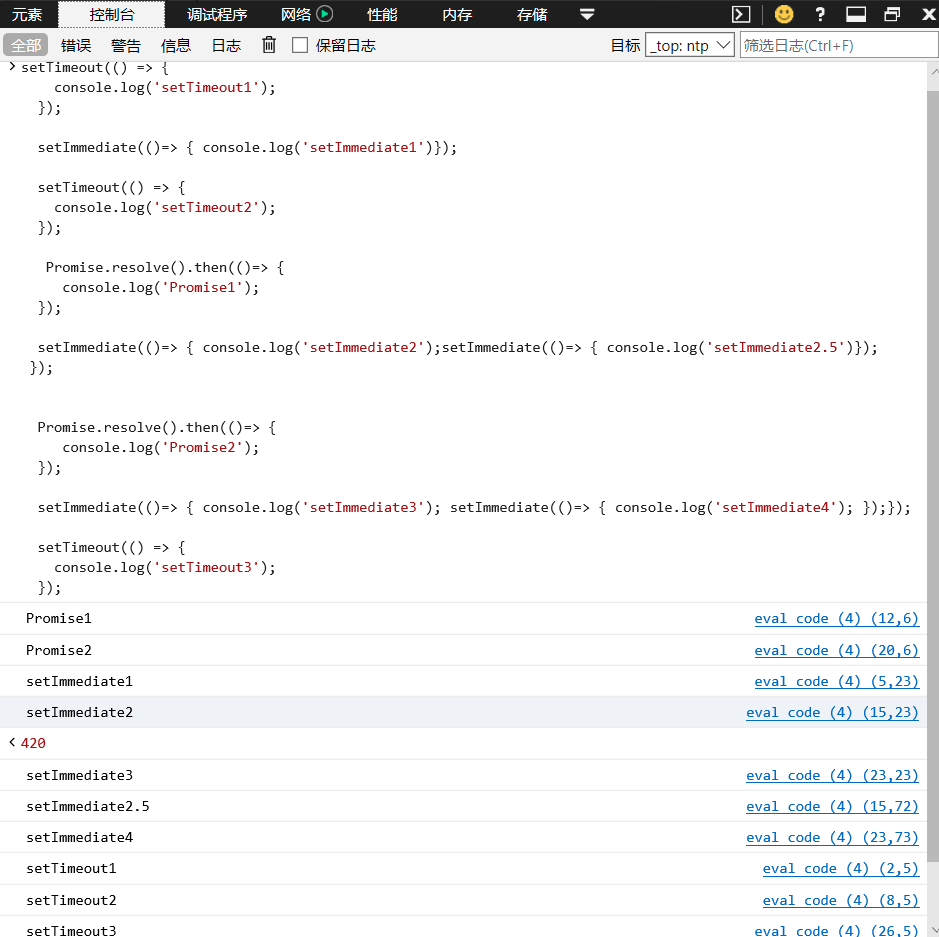 元素 控制台 调试程序 网络 性能 内存 存储 ?
全部 错误 警告 信息 日志 保留日志 目标 _top: ntp 筛选日志(Ctrl+F)
setTimeout(() => {
console.log('setTimeout1');
});
setImmediate(()=> { console.log('setImmediate1')});
setTimeout(() => {
console.log('setTimeout2');
});
Promise.resolve().then(()=> {
console.log('Promise1');
});
setImmediate(()=> { console.log('setImmediate2');setImmediate(()=> { console.log('setImmediate2.5')});
});
Promise.resolve().then(()=> {
console.log('Promise2');
});
setImmediate(()=> { console.log('setImmediate3'); setImmediate(()=> { console.log('setImmediate4'); });});
setTimeout(() => {
console.log('setTimeout3');
});
Promise1 eval code (4) (12,6)
Promise2 eval code (4) (20,6)
setImmediate1 eval code (4) (5,23)
setImmediate2 eval code (4) (15,23)
420
setImmediate3 eval code (4) (23,23)
setImmediate2.5 eval code (4) (15,72)
setImmediate4 eval code (4) (23,73)
setTimeout1 eval code (4) (2,5)
setTimeout2 eval code (4) (8,5)
setTimeout3 eval code (4) (26,5)